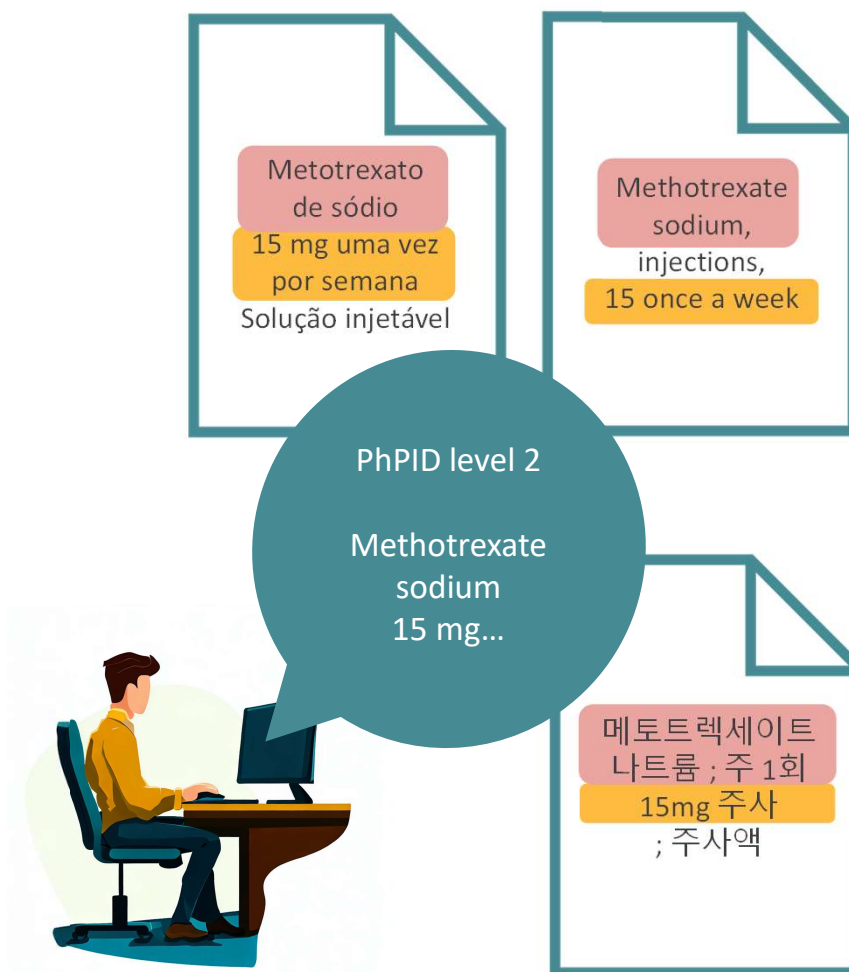 Metotrexato
de sódio
15 mg uma vez
por semana
Solução injetável
Methotrexate
sodium,
injections,
15 once a week
PhPID level 2
Methotrexate
sodium
15 mg...
메토트렉세이트
나트륨 ; 주 1회
15mg 주사
; 주사액